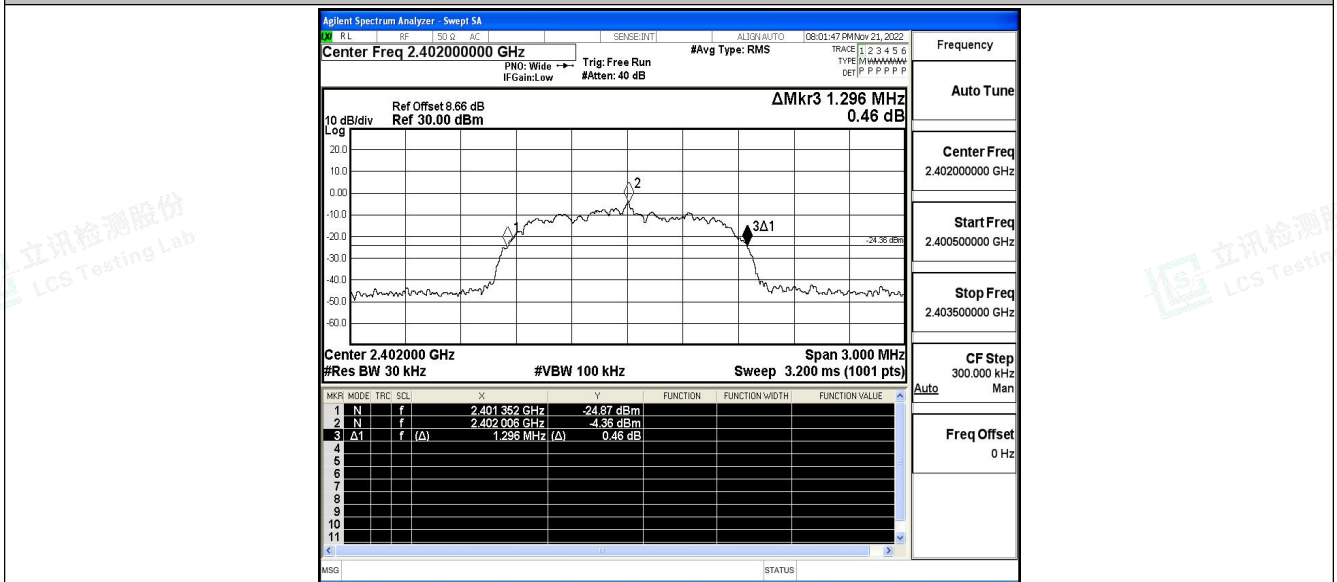 Agilent Spectrum Analyzer - Swept SA
LXI RL RF 50 Ω AC SENSE:INT ALIGN AUTO 08:01:47 PM Nov 21, 2022
Center Freq 2.402000000 GHz
PNO: Wide
IFGain:Low
Trig: Free Run
#Atten: 40 dB
#Avg Type: RMS
TRACE 1 2 3 4 5 6
TYPE M W W W W W
DET P P P P P P
Frequency
Auto Tune
Center Freq
2.402000000 GHz
Start Freq
2.400500000 GHz
Stop Freq
2.403500000 GHz
CF Step
300.000 kHz
Auto Man
Freq Offset
0 Hz
ΔMkr3 1.296 MHz
0.46 dB
Ref Offset 8.66 dB
10 dB/div Ref 30.00 dBm
Log
20.0
10.0
0.00
-10.0
-20.0
-30.0
-40.0
-50.0
-60.0
1
2
3Δ1
-24.36 dBm
Center 2.402000 GHz Span 3.000 MHz
#Res BW 30 kHz #VBW 100 kHz Sweep 3.200 ms (1001 pts)
MKR MODE TRC SCL X Y FUNCTION FUNCTION WIDTH FUNCTION VALUE
1 N f 2.401 352 GHz -24.87 dBm
2 N f 2.402 006 GHz -4.36 dBm
3 Δ1 f (Δ) 1.296 MHz (Δ) 0.46 dB
4
5
6
7
8
9
10
11
MSG STATUS
立讯检测股份
LCS Testing Lab
立讯检测股
LCS Testin